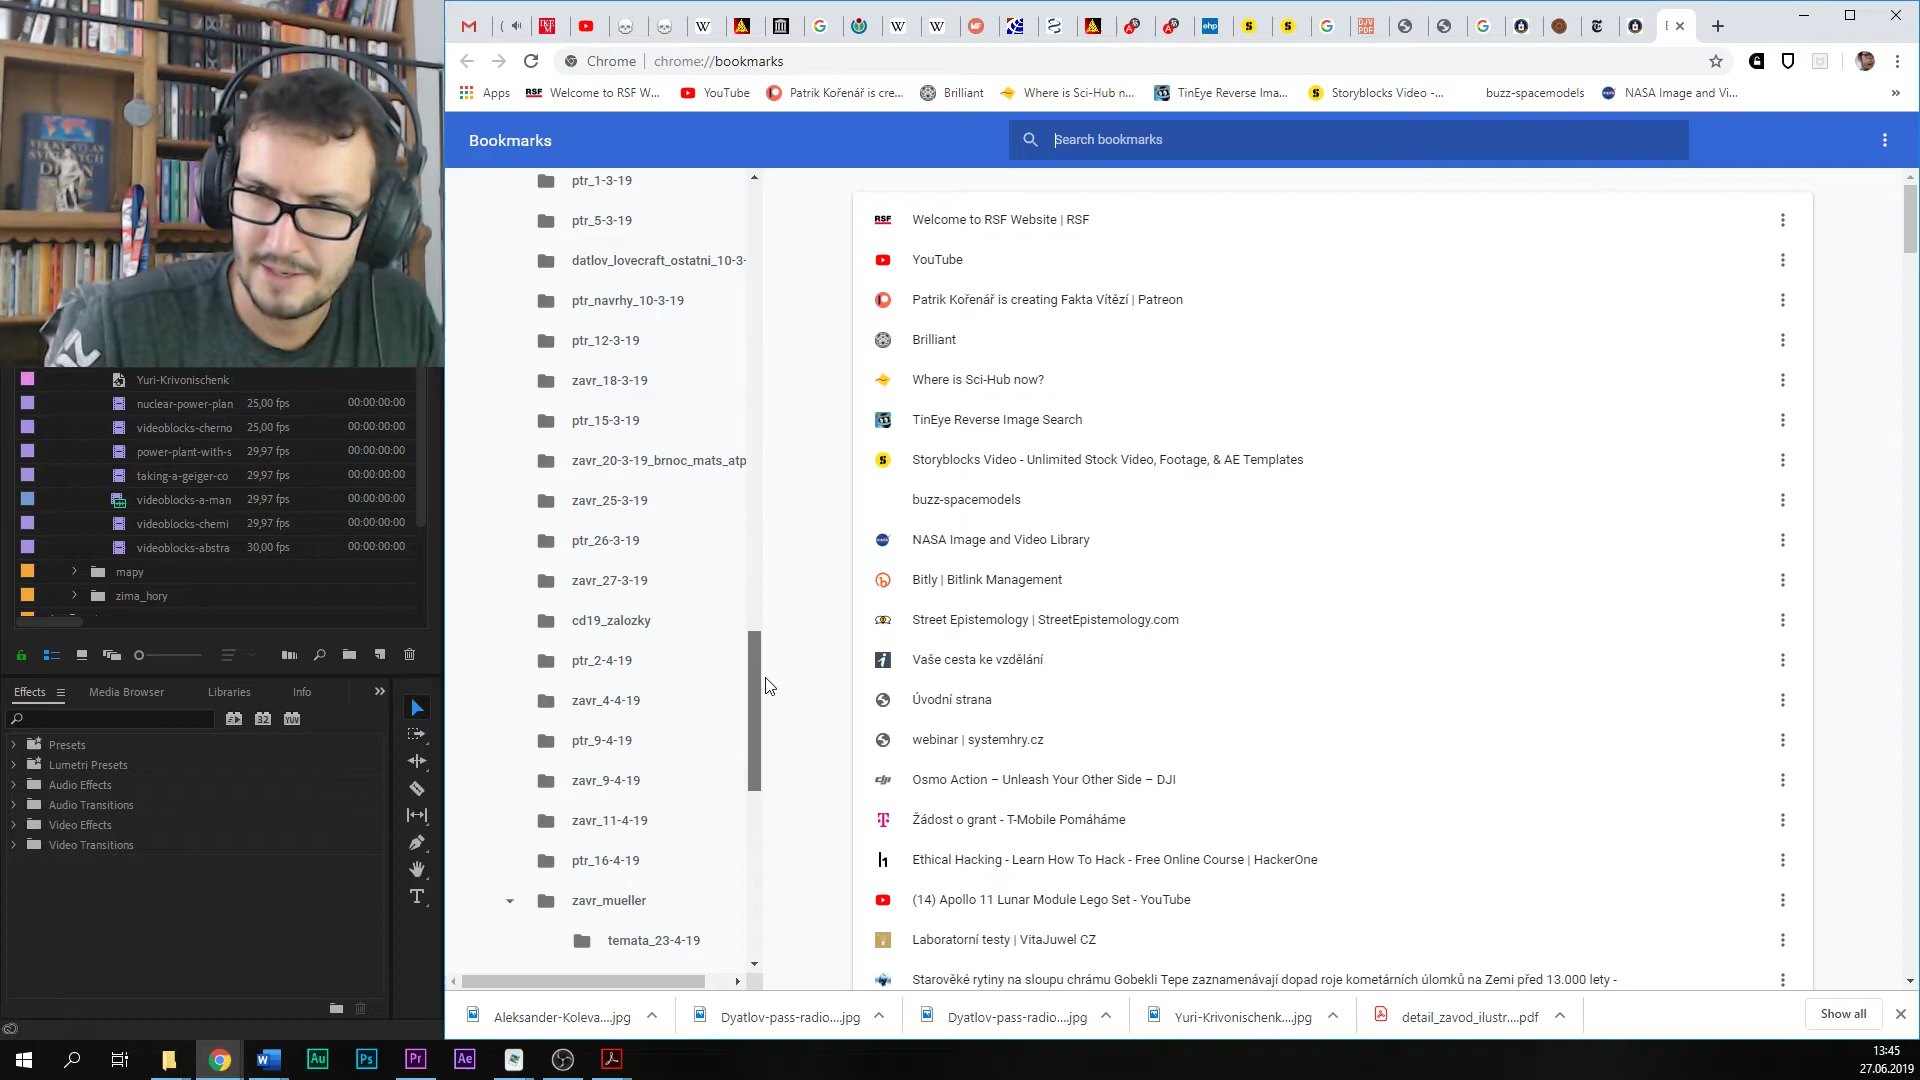 Chrome
chrome://bookmarks
Apps
Welcome to RSF W...
YouTube
Patrik Kořenář is cre...
Brilliant
Where is Sci-Hub n...
TinEye Reverse Ima...
Storyblocks Video -...
buzz-spacemodels
NASA Image and Vi...
Bookmarks
Search bookmarks
ptr_1-3-19
ptr_5-3-19
datlov_lovecraft_ostatni_10-3-
ptr_navrhy_10-3-19
ptr_12-3-19
zavr_18-3-19
ptr_15-3-19
zavr_20-3-19_brnoc_mats_atp
zavr_25-3-19
ptr_26-3-19
zavr_27-3-19
cd19_zalozky
ptr_2-4-19
zavr_4-4-19
ptr_9-4-19
zavr_9-4-19
zavr_11-4-19
ptr_16-4-19
zavr_mueller
temata_23-4-19
RSF Welcome to RSF Website | RSF
YouTube
Patrik Kořenář is creating Fakta Vítězí | Patreon
Brilliant
Where is Sci-Hub now?
TinEye Reverse Image Search
Storyblocks Video - Unlimited Stock Video, Footage, & AE Templates
buzz-spacemodels
NASA Image and Video Library
Bitly | Bitlink Management
Street Epistemology | StreetEpistemology.com
Vaše cesta ke vzdělání
Úvodní strana
webinar | systemhry.cz
Osmo Action – Unleash Your Other Side – DJI
Žádost o grant - T-Mobile Pomáháme
Ethical Hacking - Learn How To Hack - Free Online Course | HackerOne
(14) Apollo 11 Lunar Module Lego Set - YouTube
Laboratorní testy | VitaJuwel CZ
Starověké rytiny na sloupu chrámu Gobekli Tepe zaznamenávají dopad roje kometárních úlomků na Zemi před 13.000 lety -
Yuri-Krivonischenk
nuclear-power-plan 25,00 fps 00:00:00:00
videoblocks-cherno 25,00 fps 00:00:00:00
power-plant-with-s 29,97 fps 00:00:00:00
taking-a-geiger-co 29,97 fps 00:00:00:00
videoblocks-a-man 29,97 fps 00:00:00:00
videoblocks-chemi 29,97 fps 00:00:00:00
videoblocks-abstra 30,00 fps 00:00:00:00
mapy
zima_hory
Effects
Media Browser
Libraries
Info
32
YUV
Presets
Lumetri Presets
Audio Effects
Audio Transitions
Video Effects
Video Transitions
Aleksander-Koleva....jpg
Dyatlov-pass-radio....jpg
Dyatlov-pass-radio....jpg
Yuri-Krivonischenk....jpg
detail_zavod_ilustr....pdf
Show all
Au
Ps
Pr
Ae
13:45
27.06.2019